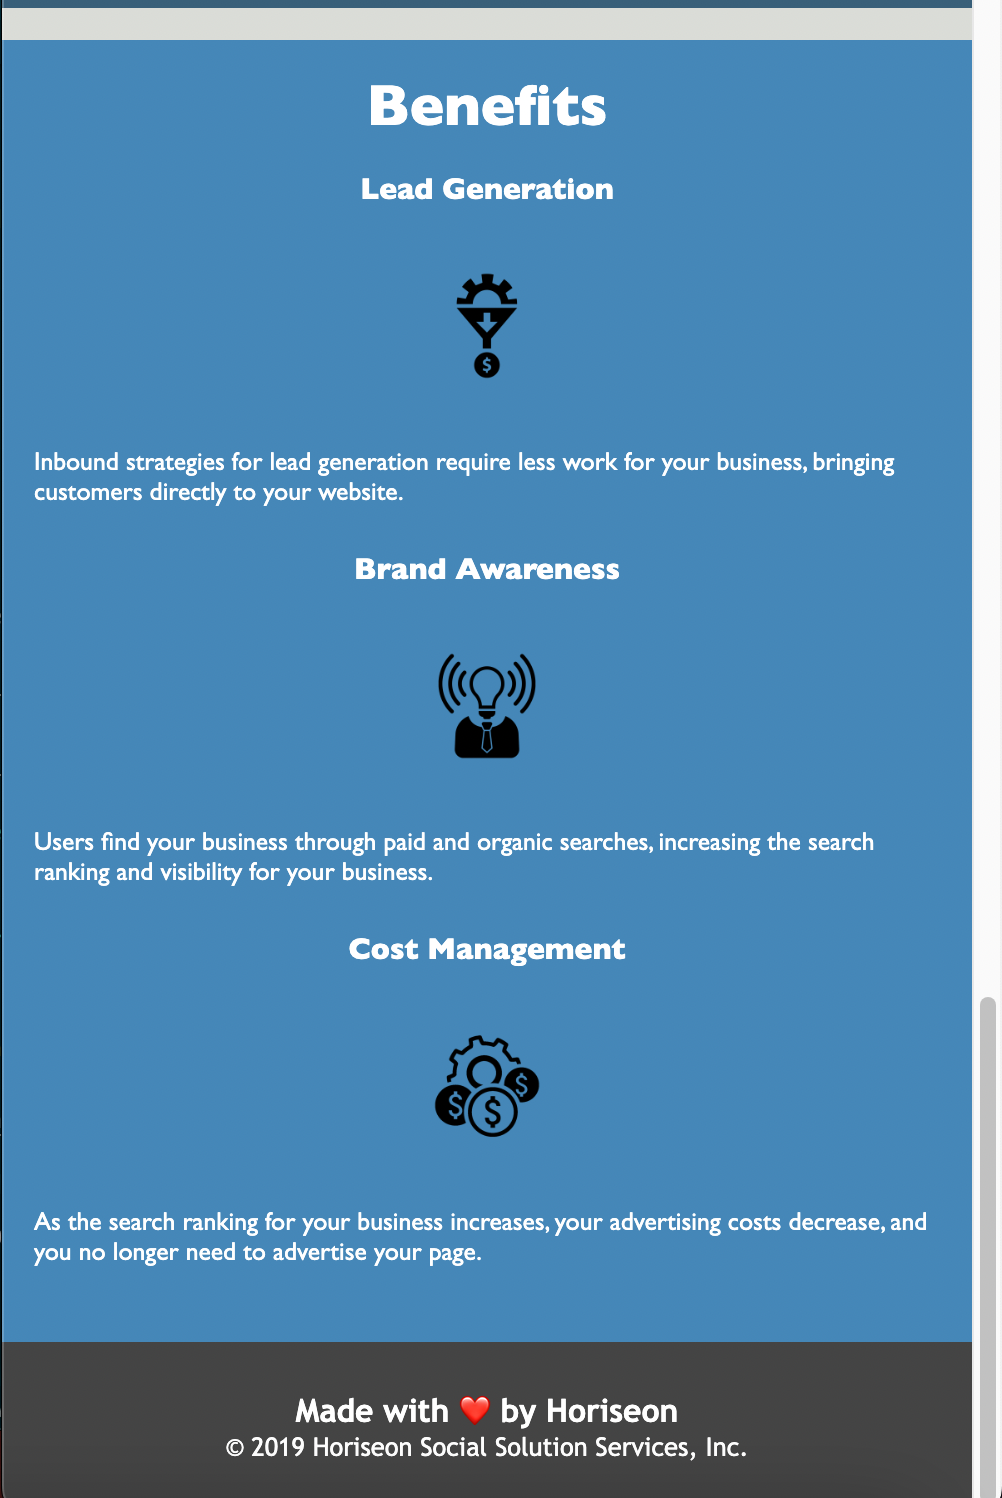 Benefits
Lead Generation
$
Inbound strategies for lead generation require less work for your business, bringing
customers directly to your website.
Brand Awareness
Users find your business through paid and organic searches, increasing the search
ranking and visibility for your business.
Cost Management
$ $ $
As the search ranking for your business increases, your advertising costs decrease, and
you no longer need to advertise your page.
Made with ❤️ by Horiseon
© 2019 Horiseon Social Solution Services, Inc.